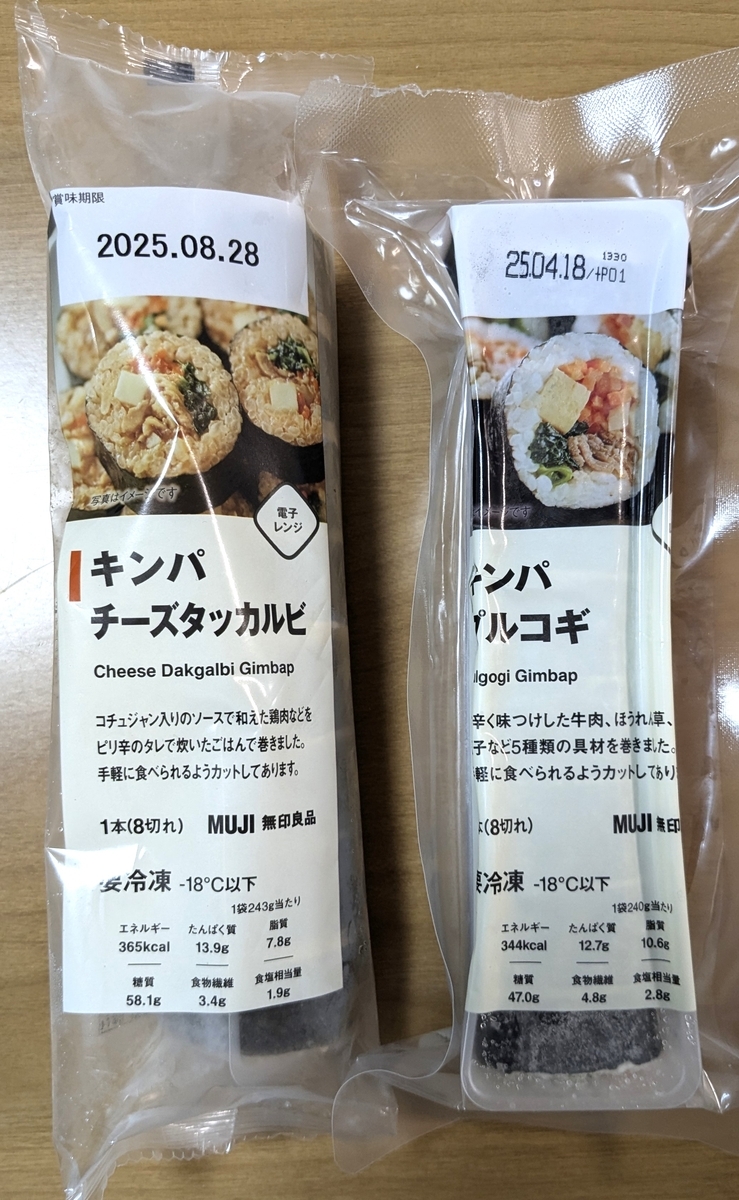 賞味期限
2025.08.28
写真はイメージです
電子
レンジ
キンパ
チーズタッカルビ
Cheese Dakgalbi Gimbap
コチュジャン入りのソースで和えた鶏肉などを
ピリ辛のタレで炊いたごはんで巻きました。
手軽に食べられるようカットしてあります。
1本(8切れ) MUJI 無印良品
要冷凍 -18℃以下
1袋243g当たり
エネルギー たんぱく質 脂質
365kcal 13.9g 7.8g
糖質 食物繊維 食塩相当量
58.1g 3.4g 1.9g
1330
25.04.18/+P01
イメージです
ンパ
ルコギ
lgogi Gimbap
辛く味つけした牛肉、ほうれん草、
子など5種類の具材を巻きました。
軽に食べられるようカットしてあり
(8切れ) MUJI 無印
要冷凍 -18℃以下
1袋240g当たり
エネルギー たんぱく質 脂質
344kcal 12.7g 10.6g
糖質 食物繊維 食塩相当量
47.0g 4.8g 2.8g